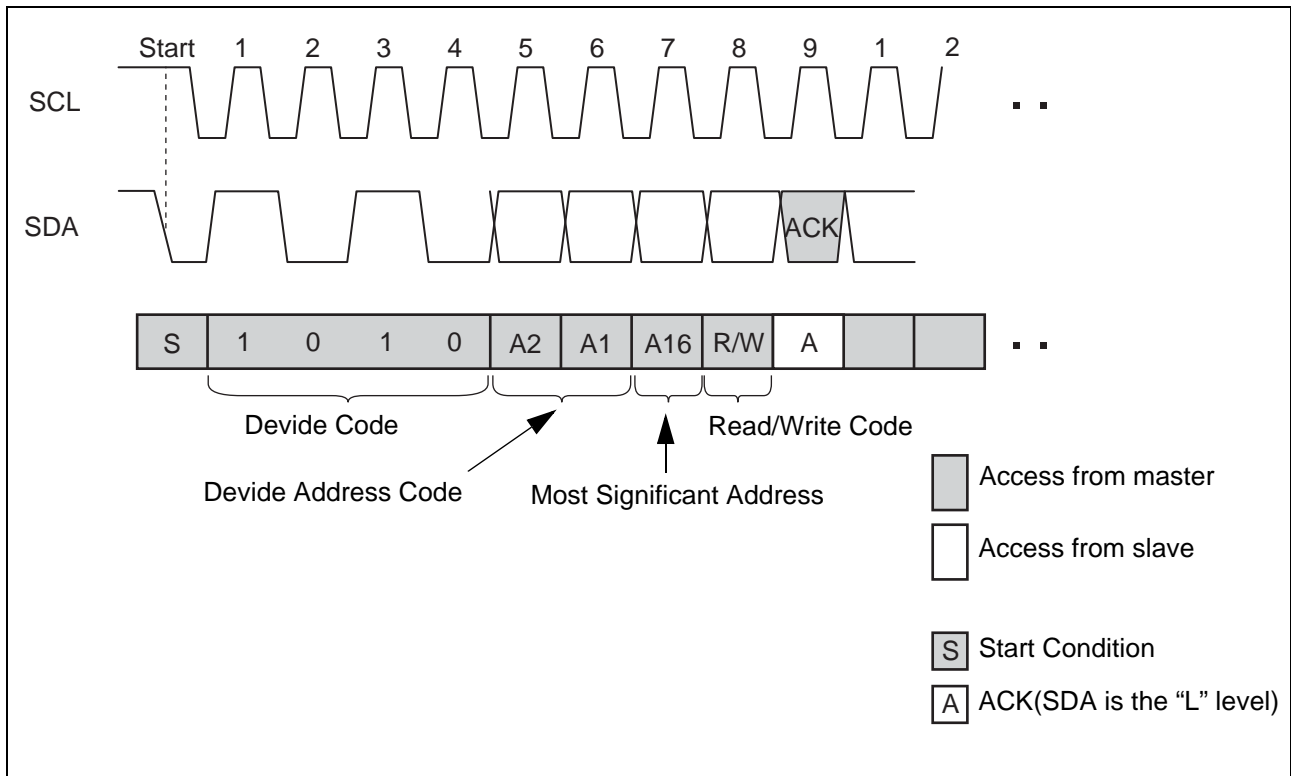 Start 1 2 3 4 5 6 7 8 9 1 2
SCL
SDA
ACK
S 1 0 1 0 A2 A1 A16 R/W A
Devide Code
Read/Write Code
Devide Address Code
Most Significant Address
Access from master
Access from slave
S Start Condition
A ACK(SDA is the “L” level)